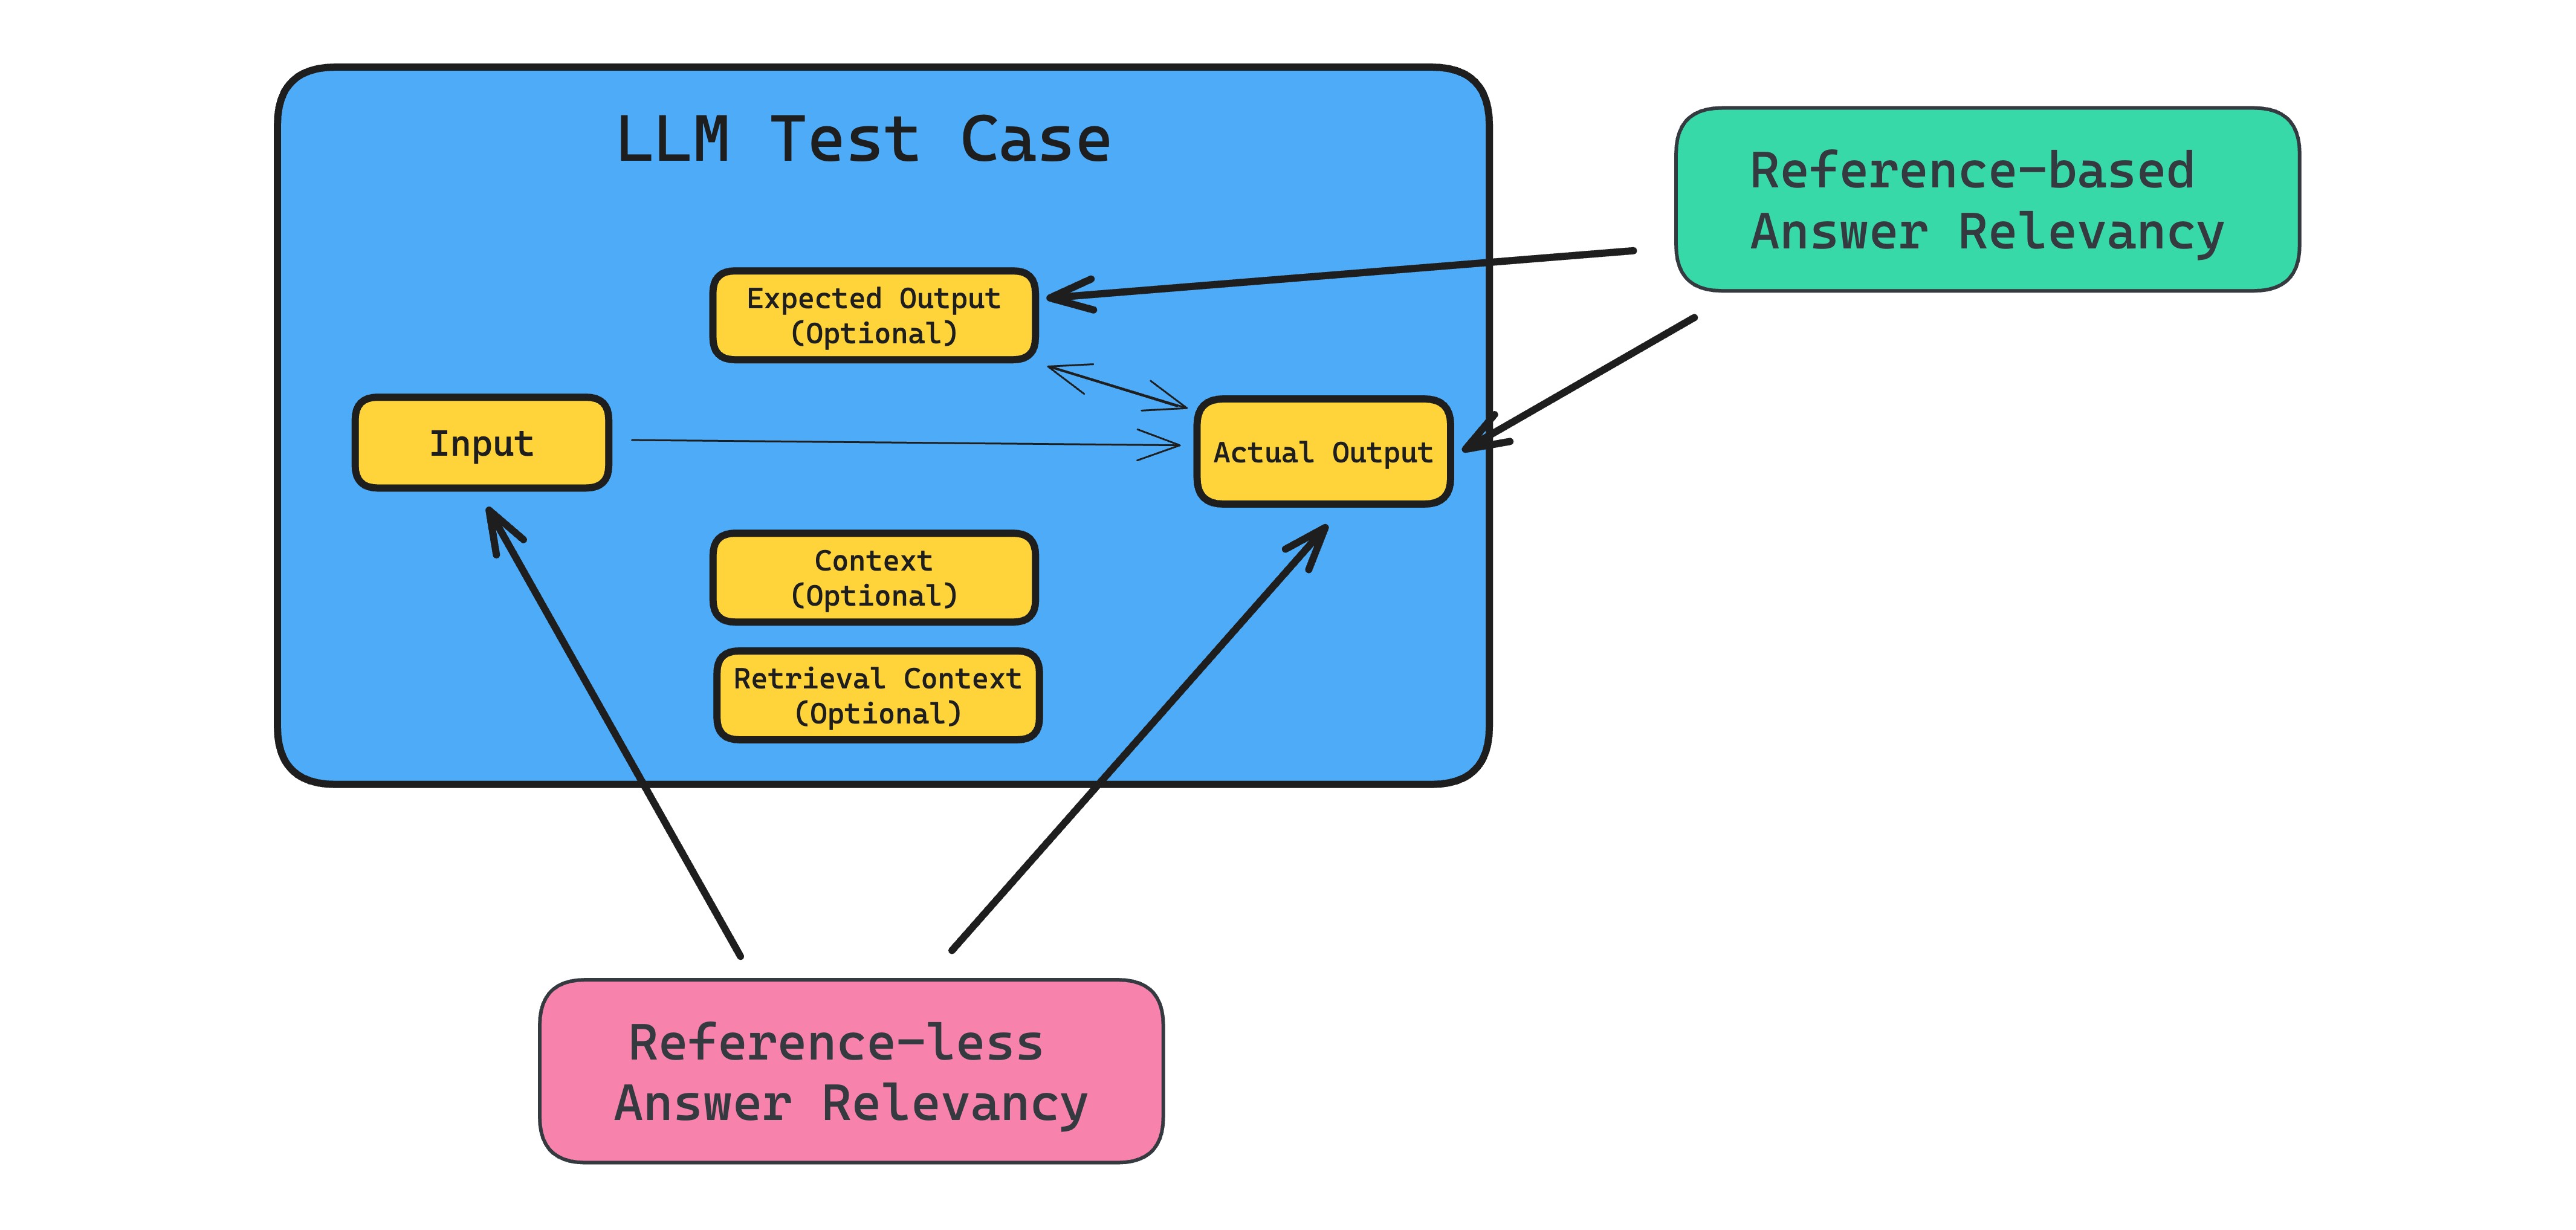 LLM Test Case
Reference-based
Answer Relevancy
Expected Output
(Optional)
Input
Actual Output
Context
(Optional)
Retrieval Context
(Optional)
Reference-less
Answer Relevancy